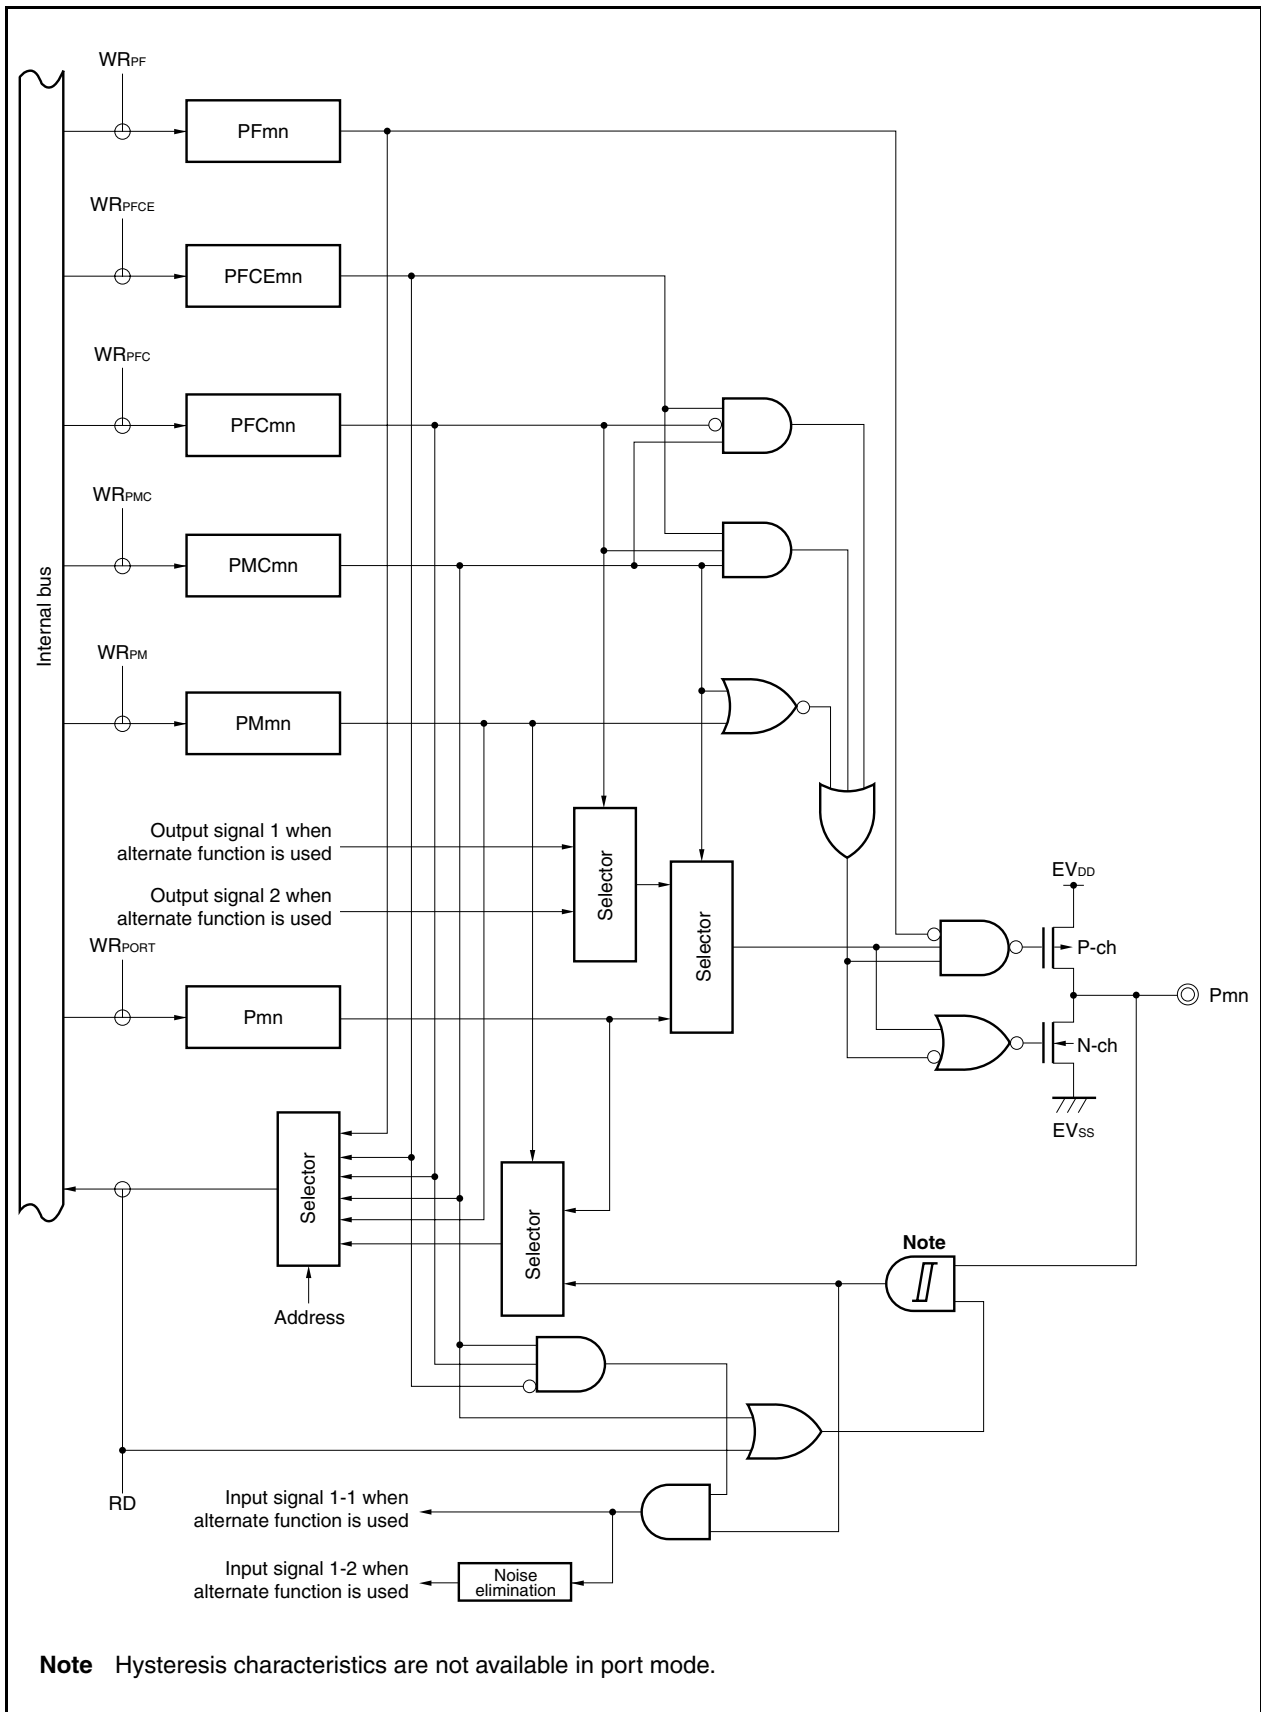 WRPF
PFmn
WRPFCE
PFCEmn
WRPFC
PFCmn
WRPMC
PMCmn
Internal bus
WRPM
PMmn
Output signal 1 when
alternate function is used
Output signal 2 when
alternate function is used
Selector
Selector
EVDD
P-ch
WRPORT
Pmn
Pmn
N-ch
EVSS
Selector
Selector
Note
Address
RD
Input signal 1-1 when
alternate function is used
Input signal 1-2 when
alternate function is used
Noise
elimination
Note Hysteresis characteristics are not available in port mode.